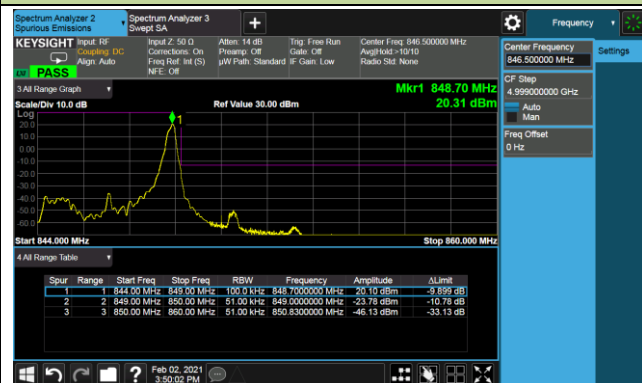 Spectrum Analyzer 2
Spurious Emissions
Spectrum Analyzer 3
Swept SA
Frequency
KEYSIGHT Input: RF
Coupling: DC
Align: Auto
Input Z: 50 Ω
Corrections: On
Freq Ref: Int (S)
NFE: Off
Atten: 14 dB
Preamp: Off
µW Path: Standard
Trig: Free Run
Gate: Off
IF Gain: Low
Center Freq: 846.500000 MHz
Avg|Hold:>10/10
Radio Std: None
PASS
Center Frequency
846.500000 MHz
Settings
CF Step
4.999000000 GHz
Auto
Man
Freq Offset
0 Hz
3 All Range Graph
Mkr1 848.70 MHz
20.31 dBm
Scale/Div 10.0 dB
Ref Value 30.00 dBm
Log
20.0
10.0
0.00
-10.0
-20.0
-30.0
-40.0
-50.0
-60.0
1
Start 844.000 MHz
Stop 860.000 MHz
4 All Range Table
Spur Range Start Freq Stop Freq RBW Frequency Amplitude ΔLimit
1 1 844.00 MHz 849.00 MHz 100.0 kHz 848.7000000 MHz 20.10 dBm -9.899 dB
2 2 849.00 MHz 850.00 MHz 51.00 kHz 849.0000000 MHz -23.78 dBm -10.78 dB
3 3 850.00 MHz 860.00 MHz 51.00 kHz 850.8300000 MHz -46.13 dBm -33.13 dB
Feb 02, 2021
3:50:02 PM